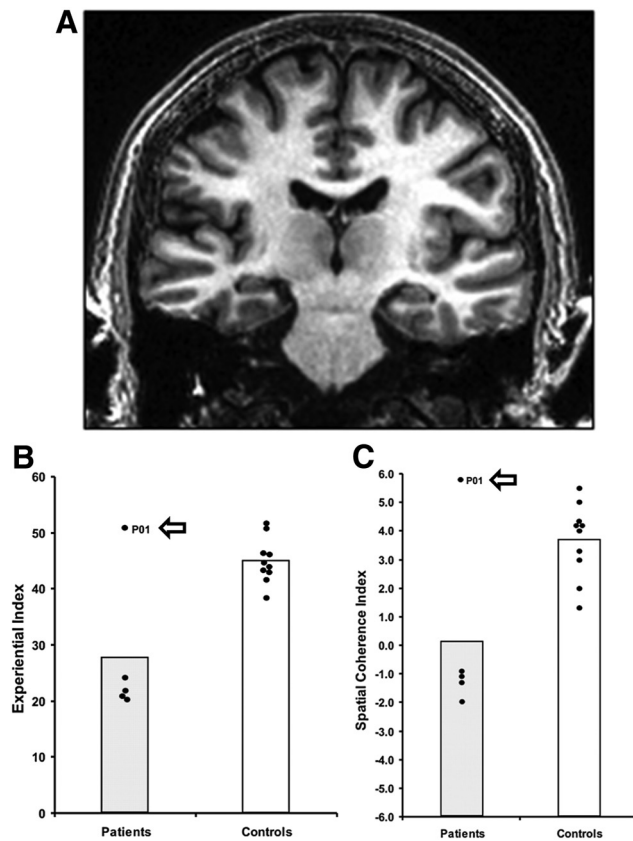 A
B
C
60
50
40
30
20
10
0
Experiential Index
P01
Patients
Controls
6.0
5.0
4.0
3.0
2.0
1.0
0.0
-1.0
-2.0
-3.0
-4.0
-5.0
-6.0
Spatial Coherence Index
P01
Patients
Controls